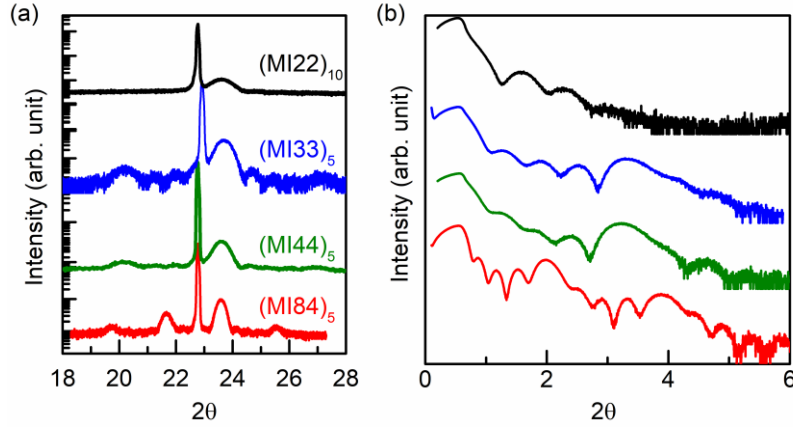 (a)
(b)
Intensity (arb. unit)
(MI22)₁₀
(MI33)₅
(MI44)₅
(MI84)₅
18 20 22 24 26 28
2θ
Intensity (arb. unit)
0 2 4 6
2θ